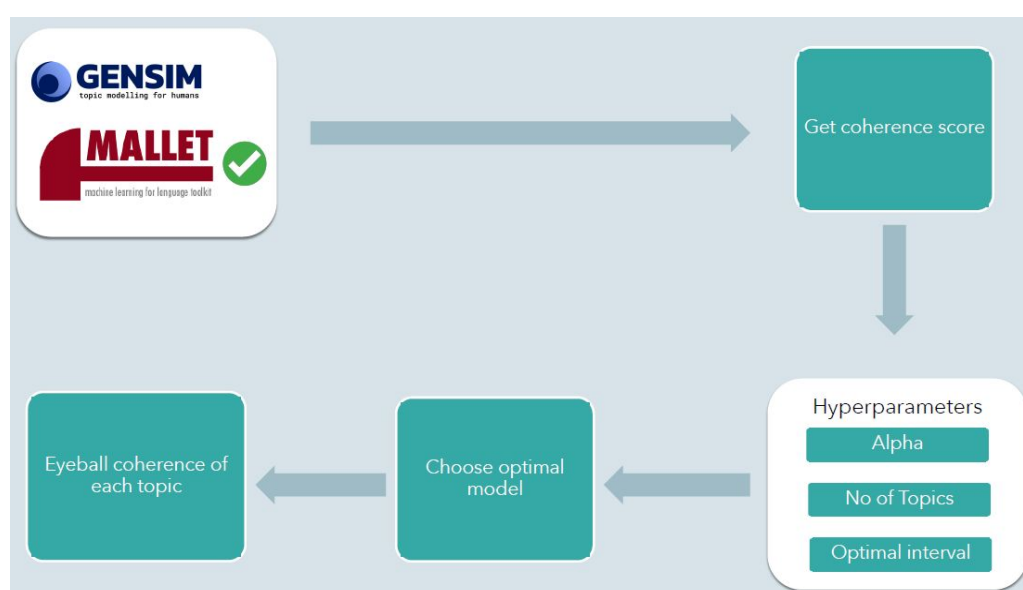 GENSIM
topic modelling for humans
MALLET
machine learning for language toolkit
Get coherence score
Hyperparameters
Alpha
No of Topics
Optimal interval
Choose optimal
model
Eyeball coherence of
each topic